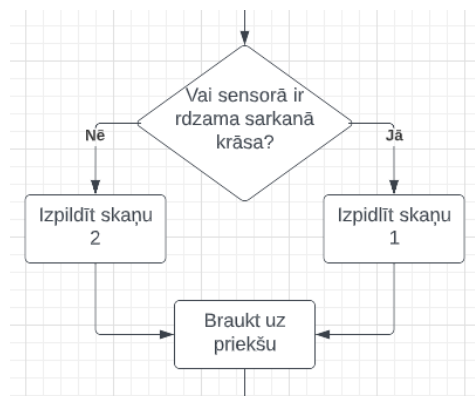 Vai sensorā ir
rdzama sarkanā
krāsa?
Nē
Jā
Izpildīt skaņu
2
Izpidlīt skaņu
1
Braukt uz
priekšu